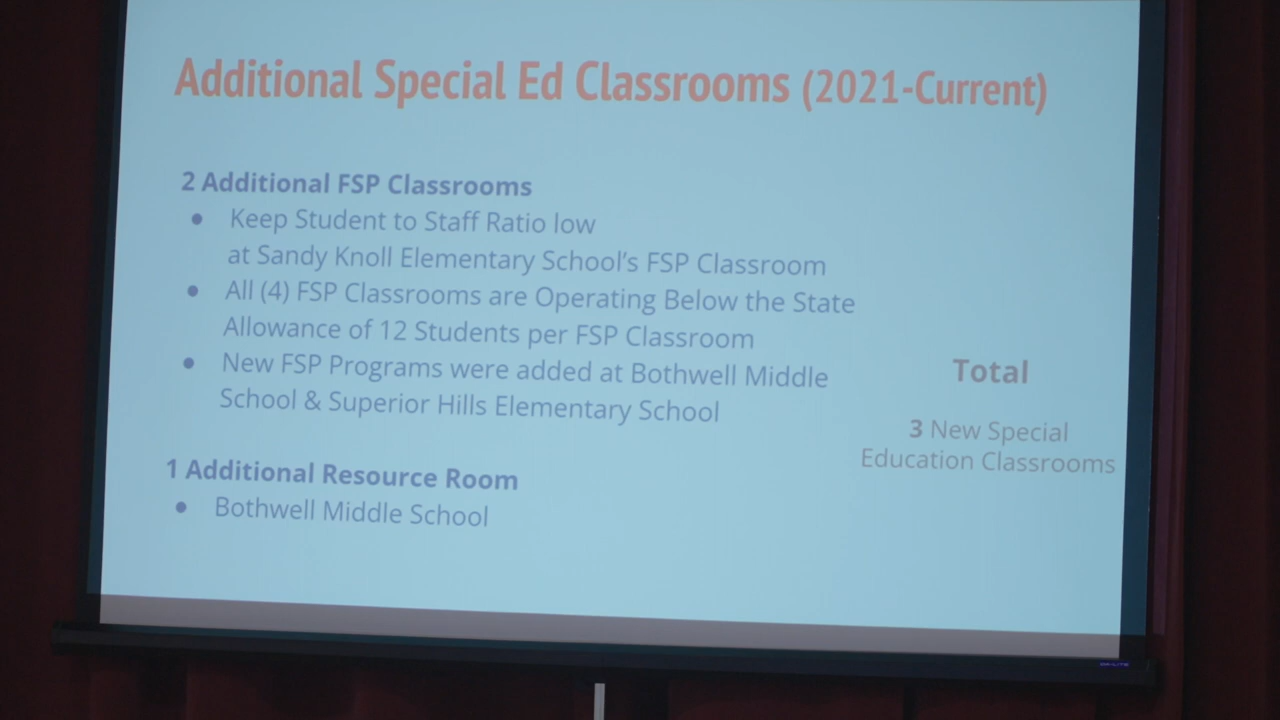 Additional Special Ed Classrooms (2021-Current)
2 Additional FSP Classrooms
● Keep Student to Staff Ratio low
at Sandy Knoll Elementary School's FSP Classroom
● All (4) FSP Classrooms are Operating Below the State
Allowance of 12 Students per FSP Classroom
● New FSP Programs were added at Bothwell Middle
School & Superior Hills Elementary School
1 Additional Resource Room
● Bothwell Middle School
Total
3 New Special
Education Classrooms
DA-LITE